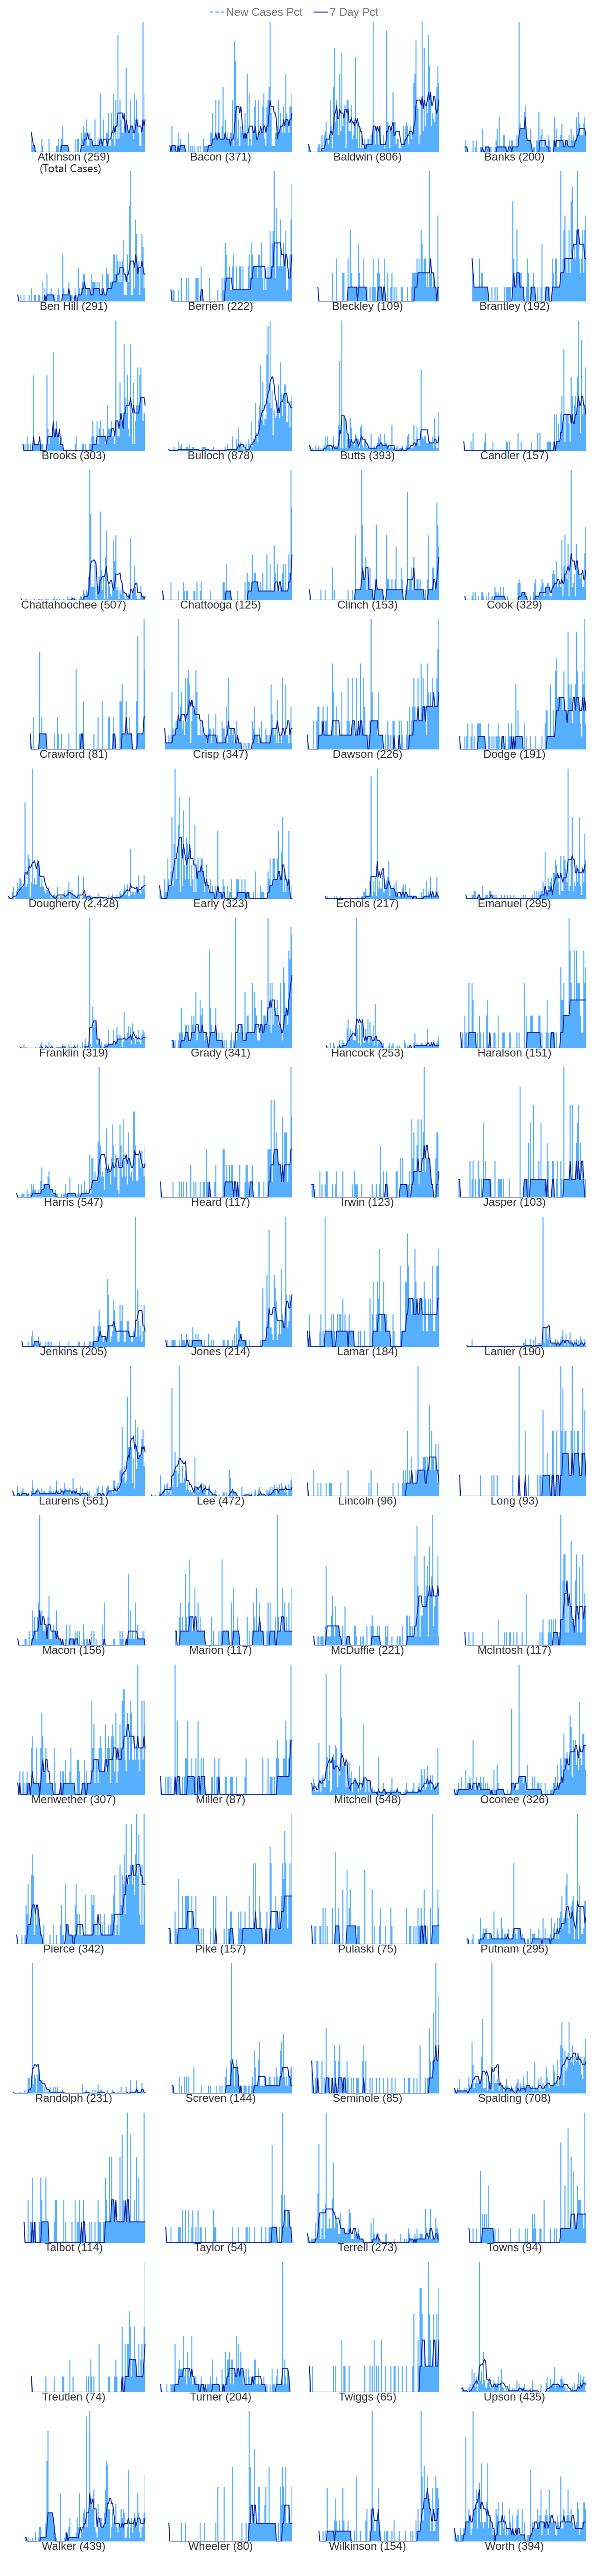 New Cases Pct 7 Day Pct
Atkinson (259) Bacon (371) Baldwin (806) Banks (200)
(Total Cases)
Ben Hill (291) Berrien (222) Bleckley (109) Brantley (192)
Brooks (303) Bulloch (878) Butts (393) Candler (157)
Chattahoochee (507) Chattooga (125) Clinch (153) Cook (329)
Crawford (81) Crisp (347) Dawson (226) Dodge (191)
Dougherty (2,428) Early (323) Echols (217) Emanuel (295)
Franklin (319) Grady (341) Hancock (253) Haralson (151)
Harris (547) Heard (117) Irwin (123) Jasper (103)
Jenkins (205) Jones (214) Lamar (184) Lanier (190)
Laurens (561) Lee (472) Lincoln (96) Long (93)
Macon (156) Marion (117) McDuffie (221) McIntosh (117)
Meriwether (307) Miller (87) Mitchell (548) Oconee (326)
Pierce (342) Pike (157) Pulaski (75) Putnam (295)
Randolph (231) Screven (144) Seminole (85) Spalding (708)
Talbot (114) Taylor (54) Terrell (273) Towns (94)
Treutlen (74) Turner (204) Twiggs (65) Upson (435)
Walker (439) Wheeler (80) Wilkinson (154) Worth (394)